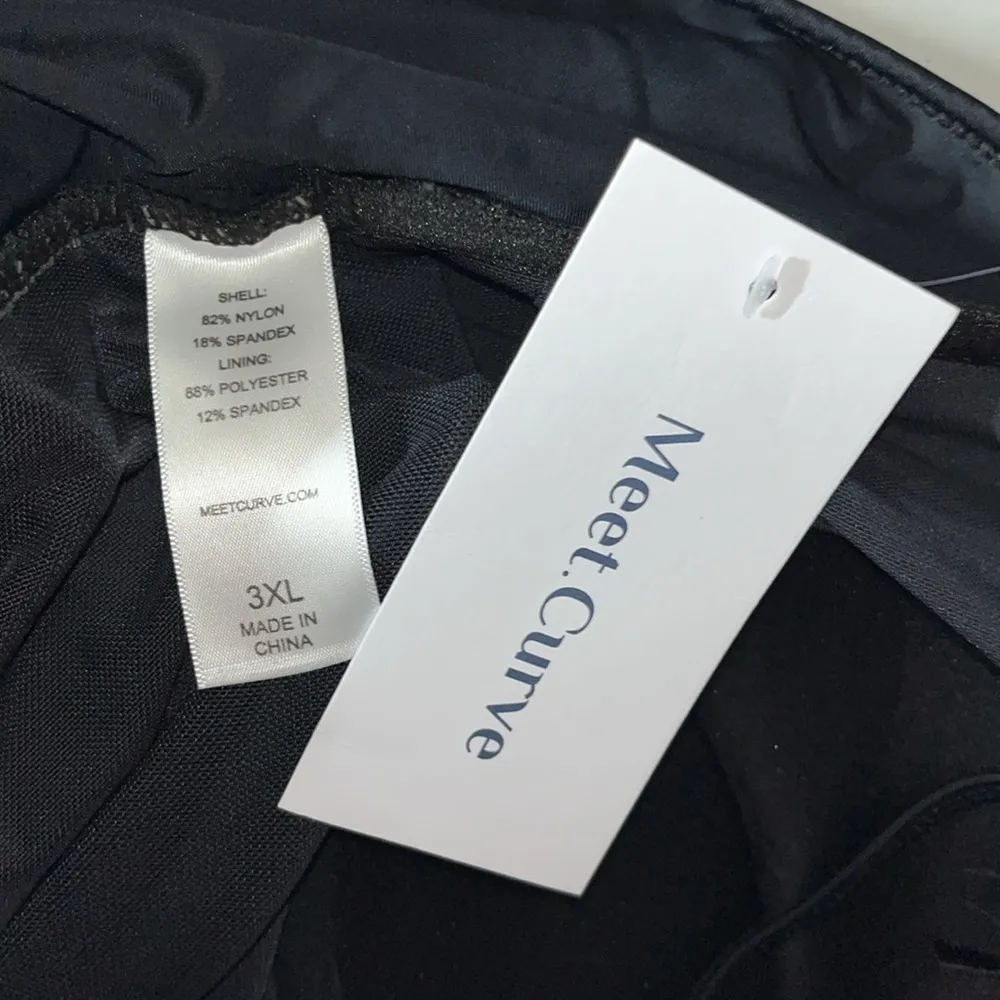 SHELL:
82% NYLON
18% SPANDEX
LINING:
88% POLYESTER
12% SPANDEX
MEETCURVE.COM
3XL
MADE IN
CHINA
Meet.Curve